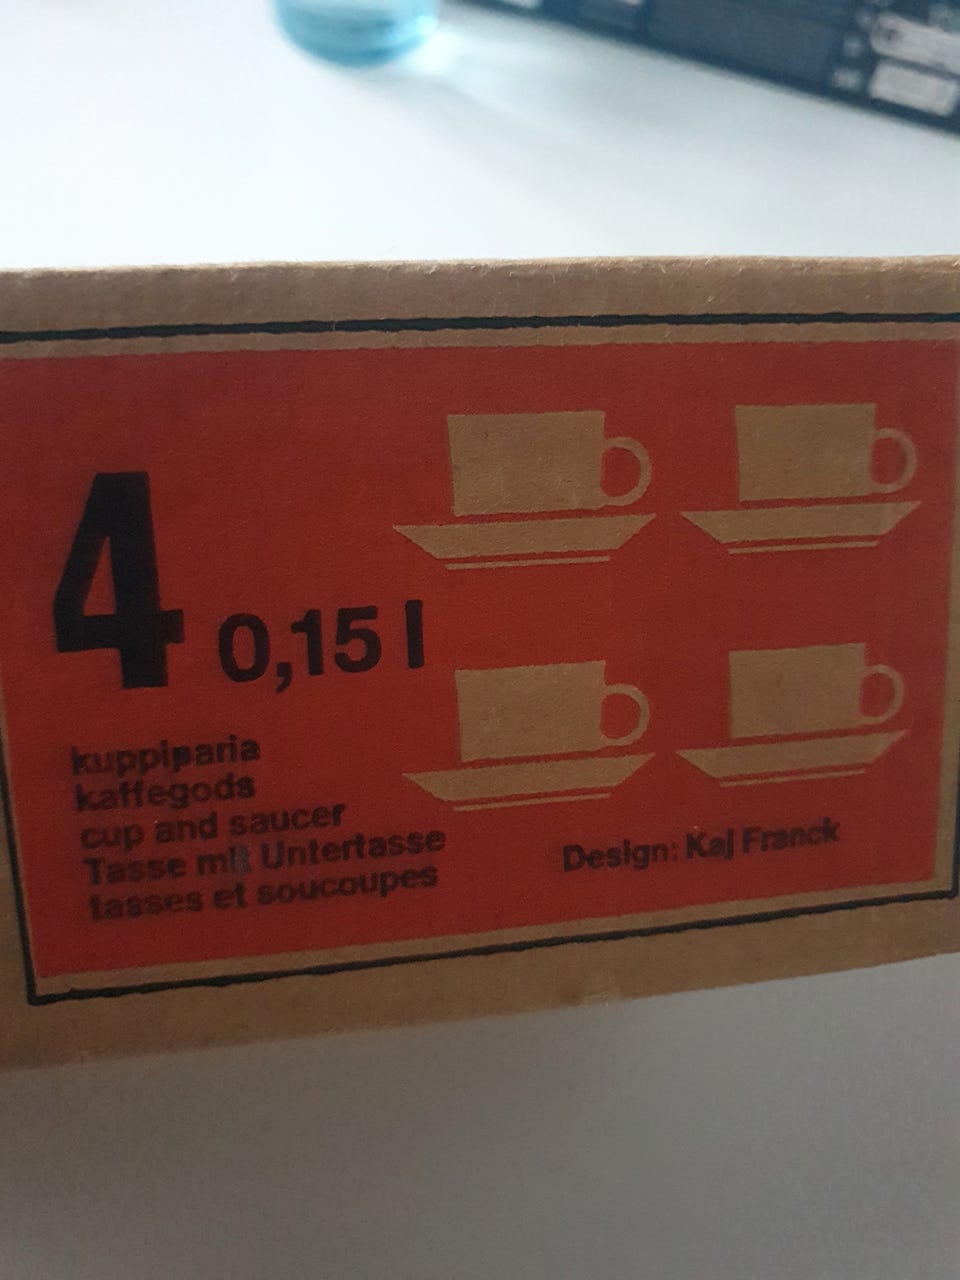 4 0,15 l
kuppiparia
kaffegods
cup and saucer
Tasse mit Untertasse
tasses et soucoupes
Design: Kaj Franck